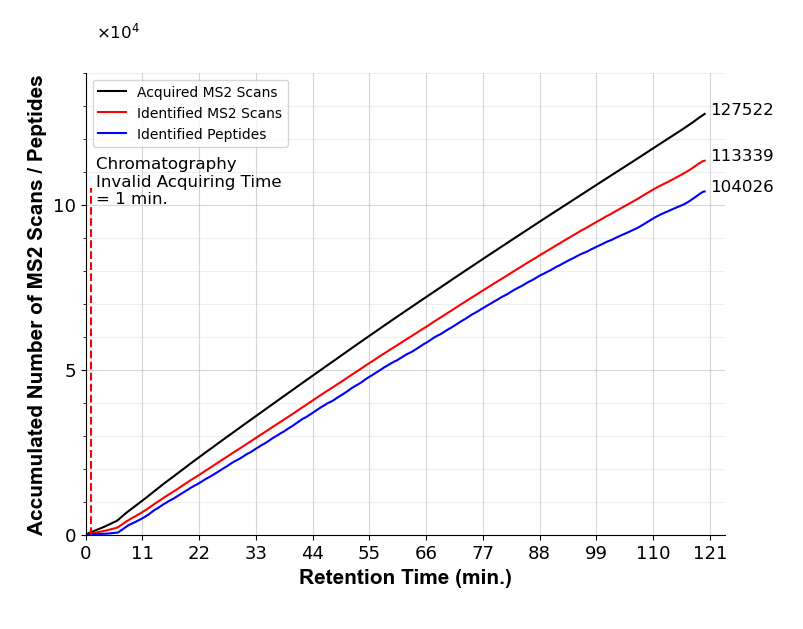 ×10⁴
Acquired MS2 Scans
Identified MS2 Scans
Identified Peptides
Chromatography
Invalid Acquiring Time
= 1 min.
127522
113339
104026
10
5
0
0 11 22 33 44 55 66 77 88 99 110 121
Retention Time (min.)
Accumulated Number of MS2 Scans / Peptides